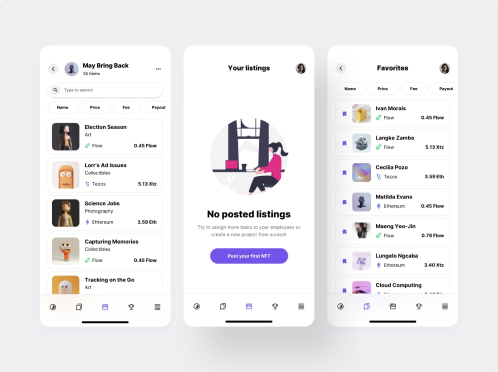 May Bring Back
36 items
Type to search
Name
Price
Fee
Payout
Election Season
Art
Flow
0.45 Flow
Lorr's Ad Issues
Collectibles
Tezos
5.13 Xtz
Science Jobs
Photography
Ethereum
3.59 Eth
Capturing Memories
Collectibles
Flow
0.45 Flow
Tracking on the Go
Art
Your listings
No posted listings
Try to assign more tasks to your employees or
create a new project from scratch
Post your first NFT
Favorites
Name
Price
Fee
Payout
Ivan Morais
Flow
0.45 Flow
Langke Zambo
Flow
5.13 Xtz
Cecilia Pozo
Tezos
3.59 Eth
Matilda Evans
Ethereum
0.45 Flow
Maeng Yeo-Jin
Flow
0.78 Flow
Lungelo Ngcaba
Ethereum
3.40 Xtz
Cloud Computing